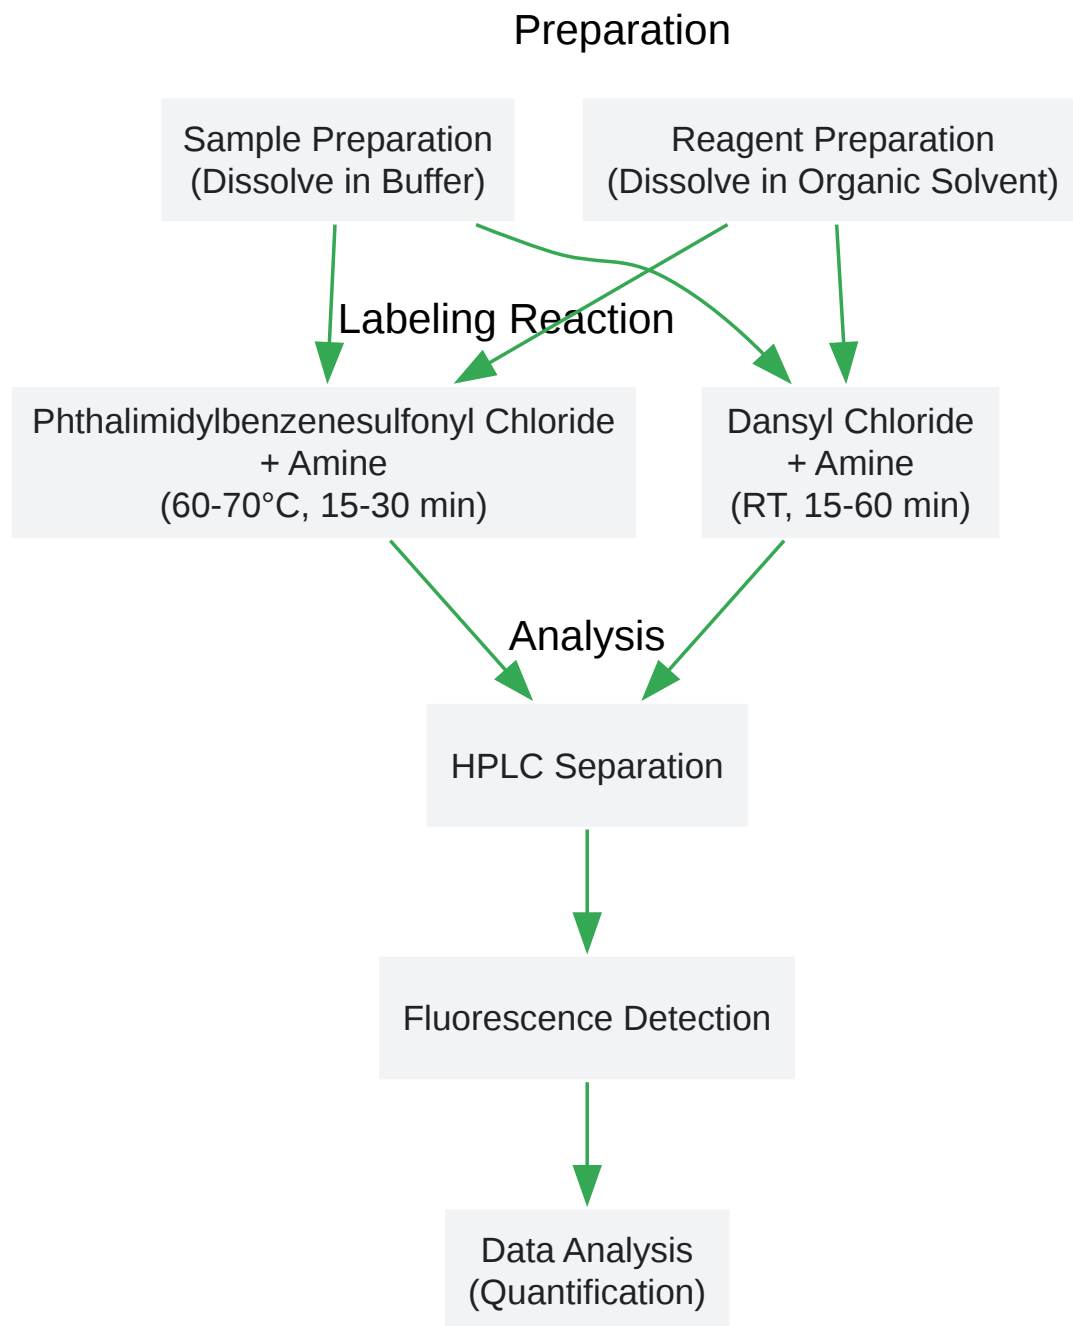 Preparation
Sample Preparation
(Dissolve in Buffer)
Reagent Preparation
(Dissolve in Organic Solvent)
Labeling Reaction
Phthalimidylbenzenesulfonyl Chloride
+ Amine
(60-70°C, 15-30 min)
Dansyl Chloride
+ Amine
(RT, 15-60 min)
Analysis
HPLC Separation
Fluorescence Detection
Data Analysis
(Quantification)